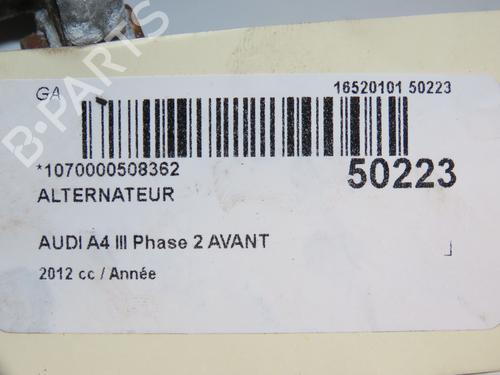 GA 16520101 50223
*1070000508362 50223
ALTERNATEUR
AUDI A4 III Phase 2 AVANT
2012 cc / Année
B-PARTS